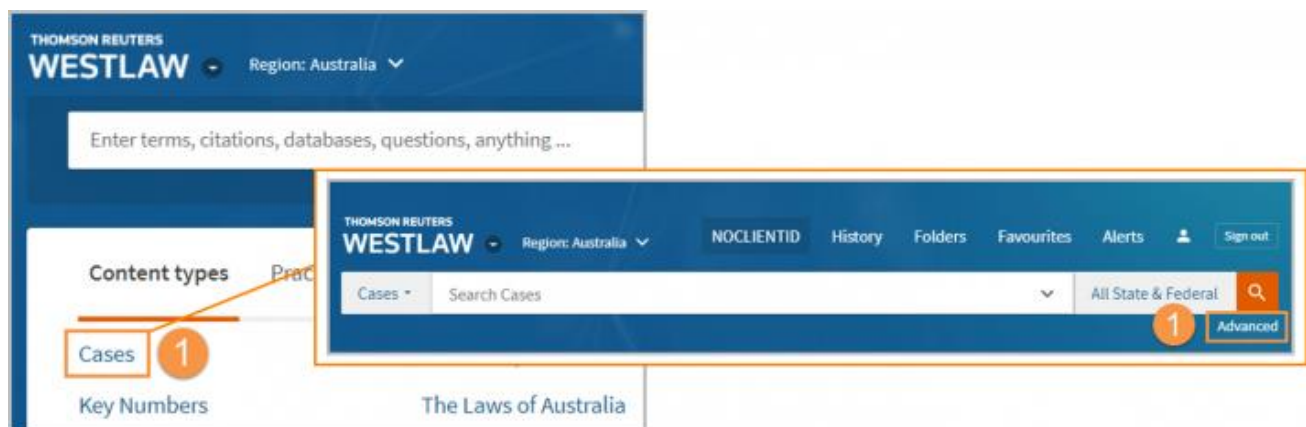 THOMSON REUTERS
WESTLAW
Region: Australia
Enter terms, citations, databases, questions, anything ...
Content types
Prac
Cases
1
Key Numbers
The Laws of Australia
THOMSON REUTERS
WESTLAW
Region: Australia
NOCLIENTID
History
Folders
Favourites
Alerts
Sign out
Cases
Search Cases
All State & Federal
1
Advanced